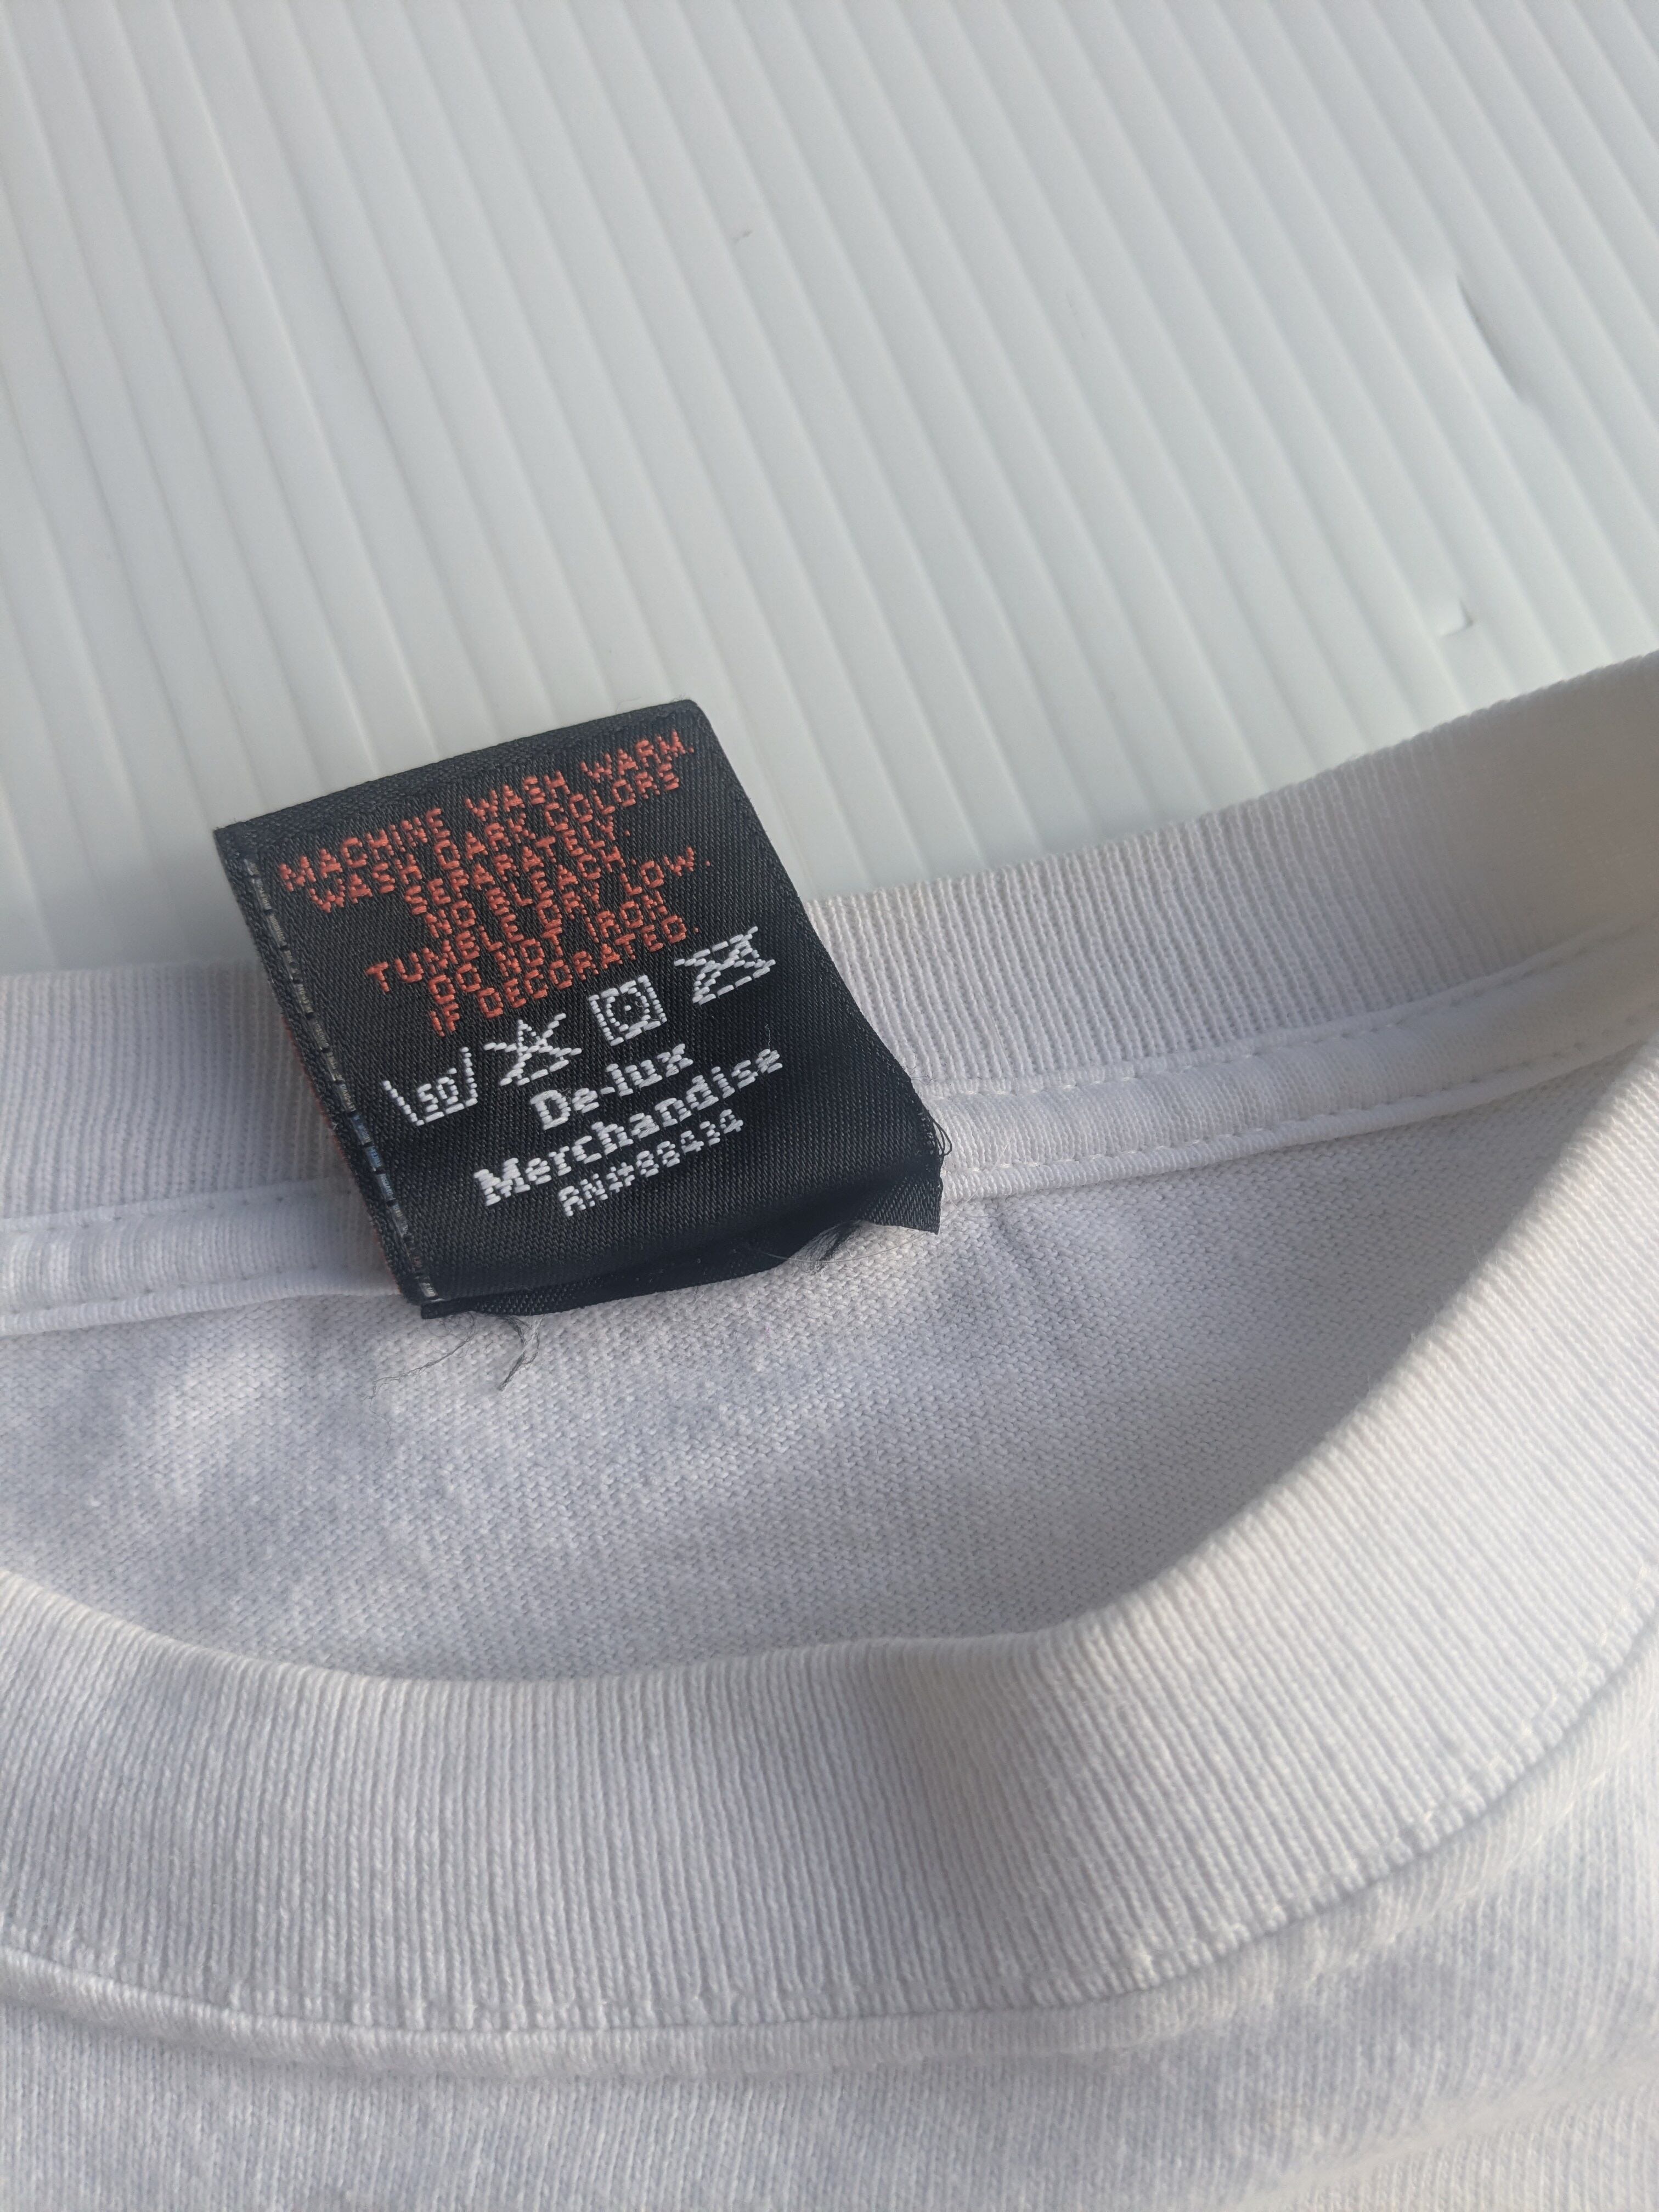 MACHINE WASH WARM.
WASH DARK COLORS
SEPARATELY.
NO BLEACH.
TUMBLE DRY LOW.
DO NOT IRON
IF DECORATED.
50
De-lux
Merchandise
RN#88434